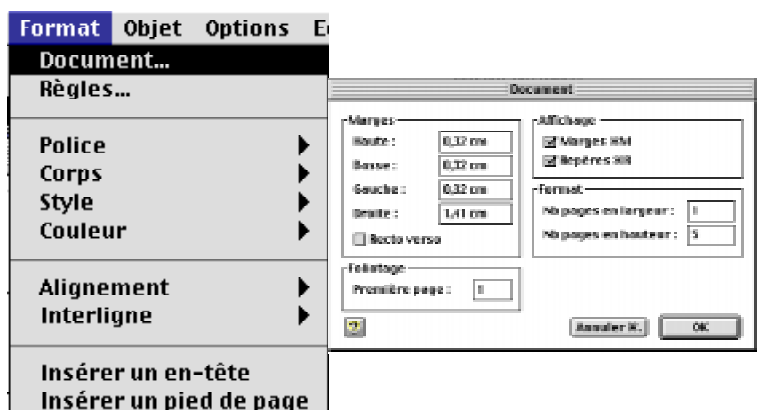 Format Objet Options E
Document...
Règles...
Police
Corps
Style
Couleur
Alignement
Interligne
Insérer un en-tête
Insérer un pied de page
Document
Marges
Haute : 0,32 cm
Basse : 0,32 cm
Gauche : 0,32 cm
Droite : 1,41 cm
Recto verso
Foliotage
Première page : 1
Affichage
Marges ⌘M
Repères ⌘R
Format
Nb pages en largeur : 1
Nb pages en hauteur : 5
Annuler ⌘.
OK